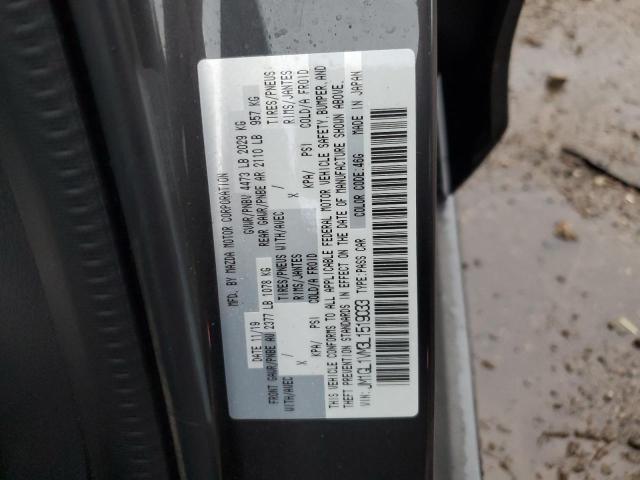 MFD. BY MAZDA MOTOR CORPORATION
DATE 11/19 GVWR/PNBV 4473 LB 2029 KG
FRONT GAWR/PNBE AV 2377 LB 1078 KG REAR GAWR/PNBE AR 2110 LB 957 KG
WITH/AVEC TIRES/PNEUS WITH/AVEC TIRES/PNEUS
X RIMS/JANTES X RIMS/JANTES
KPA/ PSI COLD/A FROID KPA/ PSI COLD/A FROID
THIS VEHICLE CONFORMS TO ALL APPLICABLE FEDERAL MOTOR VEHICLE SAFETY, BUMPER, AND
THEFT PREVENTION STANDARDS IN EFFECT ON THE DATE OF MANUFACTURE SHOWN ABOVE.
VIN: JM1GL1VM3L1519033 TYPE: PASS CAR COLOR CODE: 46G MADE IN JAPAN